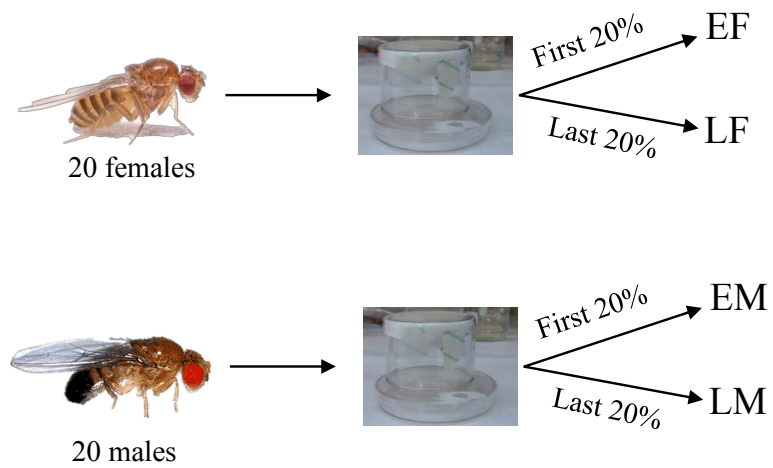 First 20%
EF
Last 20%
LF
20 females
First 20%
EM
Last 20%
LM
20 males